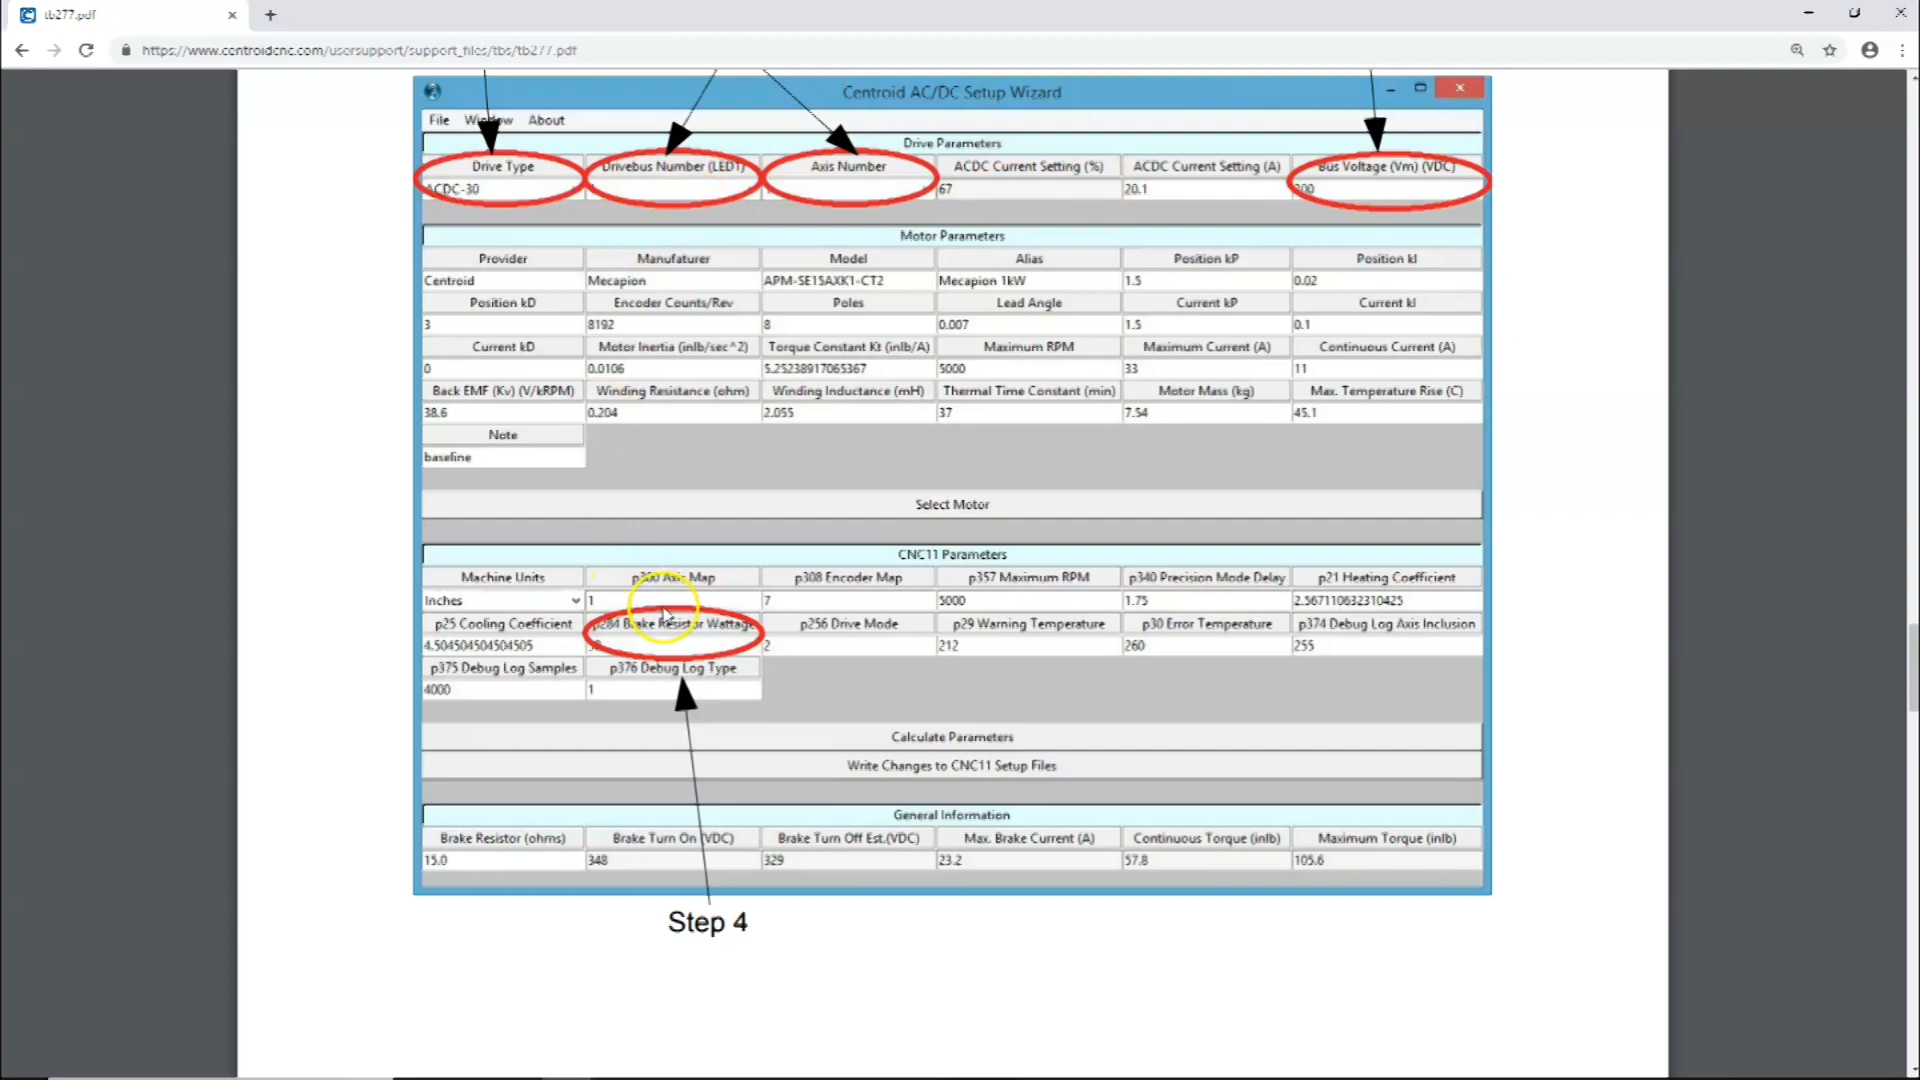 tb277.pdf
https://www.centroidcnc.com/usersupport/support_files/tbs/tb277.pdf
Centroid AC/DC Setup Wizard
File Window About
Drive Parameters
Drive Type Drivebus Number (LED1) Axis Number ACDC Current Setting (%) ACDC Current Setting (A) Bus Voltage (Vm) (VDC)
ACDC-30 67 20.1 300
Motor Parameters
Provider Manufaturer Model Alias Position kP Position kI
Centroid Mecapion APM-SE15AXK1-CT2 Mecapion 1kW 1.5 0.02
Position kD Encoder Counts/Rev Poles Lead Angle Current kP Current kI
3 8192 8 0.007 1.5 0.1
Current kD Motor Inertia (inlb/sec^2) Torque Constant Kt (inlb/A) Maximum RPM Maximum Current (A) Continuous Current (A)
0 0.0106 5.25238917065367 5000 33 11
Back EMF (Kv) (V/kRPM) Winding Resistance (ohm) Winding Inductance (mH) Thermal Time Constant (min) Motor Mass (kg) Max. Temperature Rise (C)
38.6 0.204 2.055 37 7.54 45.1
Note
baseline
Select Motor
CNC11 Parameters
Machine Units p300 Axis Map p308 Encoder Map p357 Maximum RPM p340 Precision Mode Delay p21 Heating Coefficient
Inches 1 7 5000 1.75 2.567110632310425
p25 Cooling Coefficient p284 Brake Resistor Wattage p256 Drive Mode p29 Warning Temperature p30 Error Temperature p374 Debug Log Axis Inclusion
4.504504504504505 2 212 260 255
p375 Debug Log Samples p376 Debug Log Type
4000 1
Calculate Parameters
Write Changes to CNC11 Setup Files
General Information
Brake Resistor (ohms) Brake Turn On (VDC) Brake Turn Off Est.(VDC) Max. Brake Current (A) Continuous Torque (inlb) Maximum Torque (inlb)
15.0 348 329 23.2 57.8 105.6
Step 4